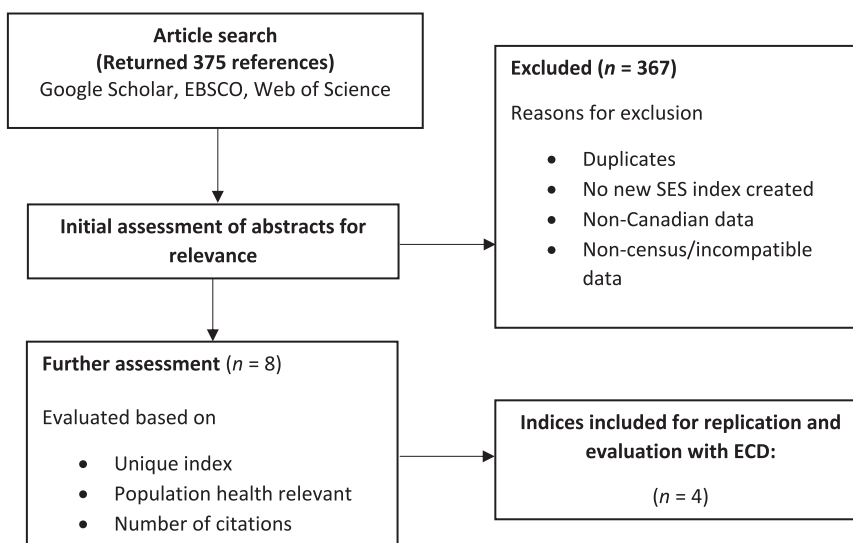 Article search
(Returned 375 references)
Google Scholar, EBSCO, Web of Science
Excluded (n = 367)
Reasons for exclusion
• Duplicates
• No new SES index created
• Non-Canadian data
• Non-census/incompatible
data
Initial assessment of abstracts for
relevance
Further assessment (n = 8)
Evaluated based on
• Unique index
• Population health relevant
• Number of citations
Indices included for replication and
evaluation with ECD:
(n = 4)